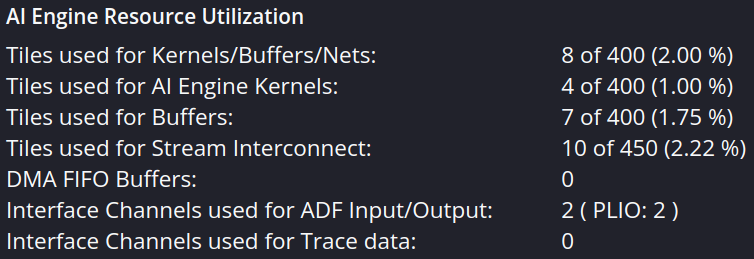 AI Engine Resource Utilization
Tiles used for Kernels/Buffers/Nets: 8 of 400 (2.00 %)
Tiles used for AI Engine Kernels: 4 of 400 (1.00 %)
Tiles used for Buffers: 7 of 400 (1.75 %)
Tiles used for Stream Interconnect: 10 of 450 (2.22 %)
DMA FIFO Buffers: 0
Interface Channels used for ADF Input/Output: 2 ( PLIO: 2 )
Interface Channels used for Trace data: 0